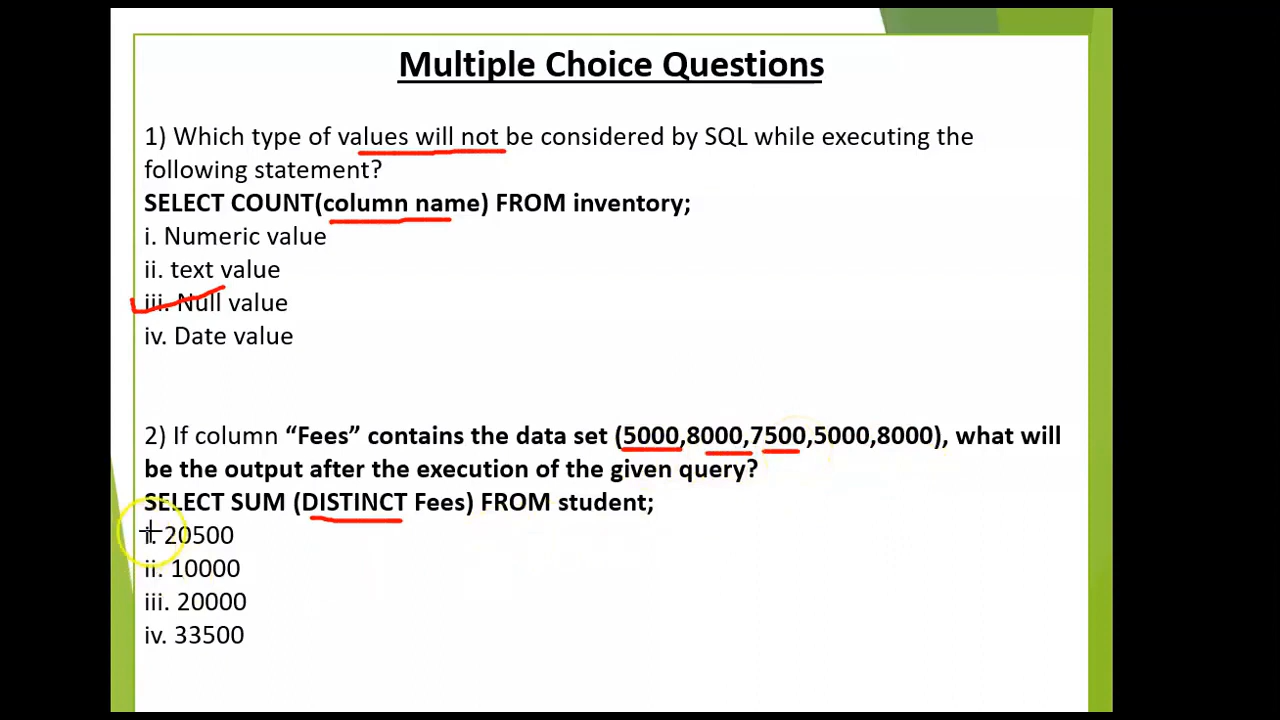 Multiple Choice Questions
1) Which type of values will not be considered by SQL while executing the
following statement?
SELECT COUNT(column name) FROM inventory;
i. Numeric value
ii. text value
iii. Null value
iv. Date value
2) If column “Fees” contains the data set (5000,8000,7500,5000,8000), what will
be the output after the execution of the given query?
SELECT SUM (DISTINCT Fees) FROM student;
i. 20500
ii. 10000
iii. 20000
iv. 33500